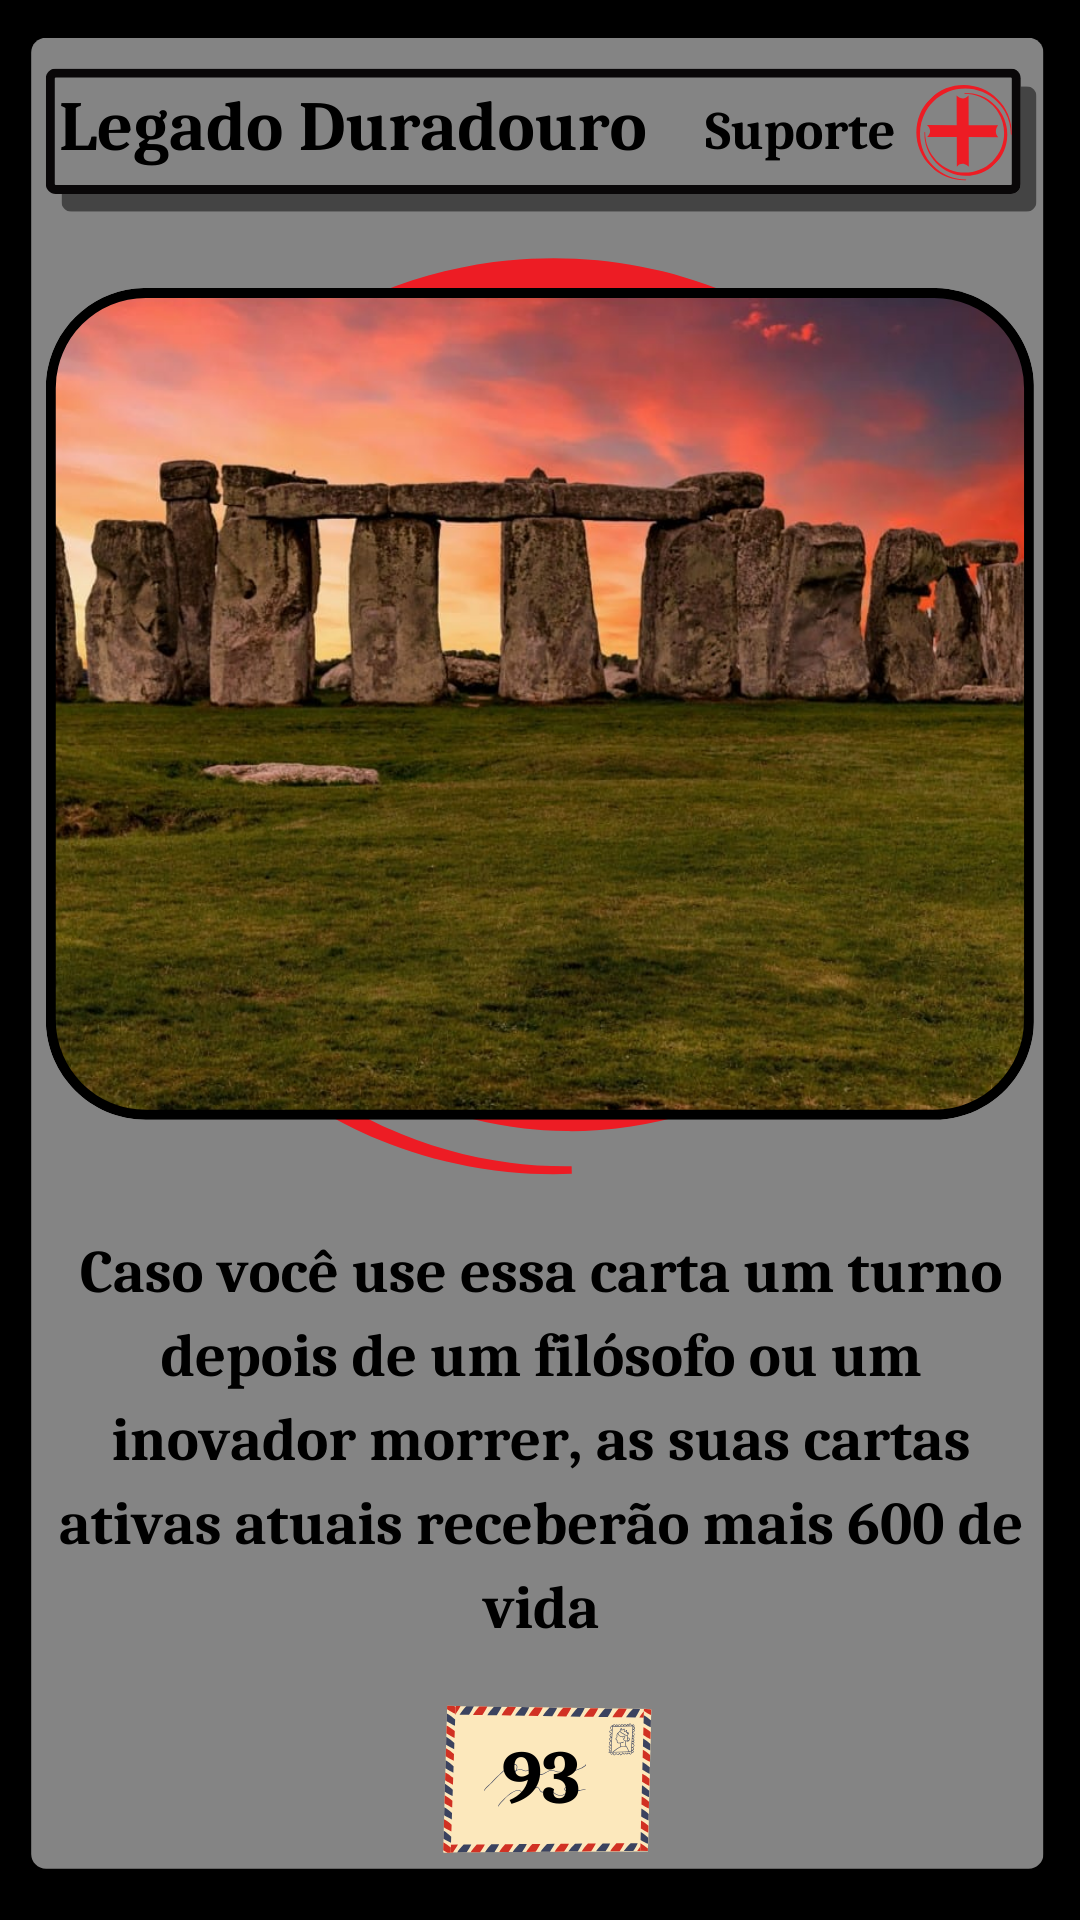 Legado Duradouro Suporte
Caso você use essa carta um turno
depois de um filósofo ou um
inovador morrer, as suas cartas
ativas atuais receberão mais 600 de
vida
93